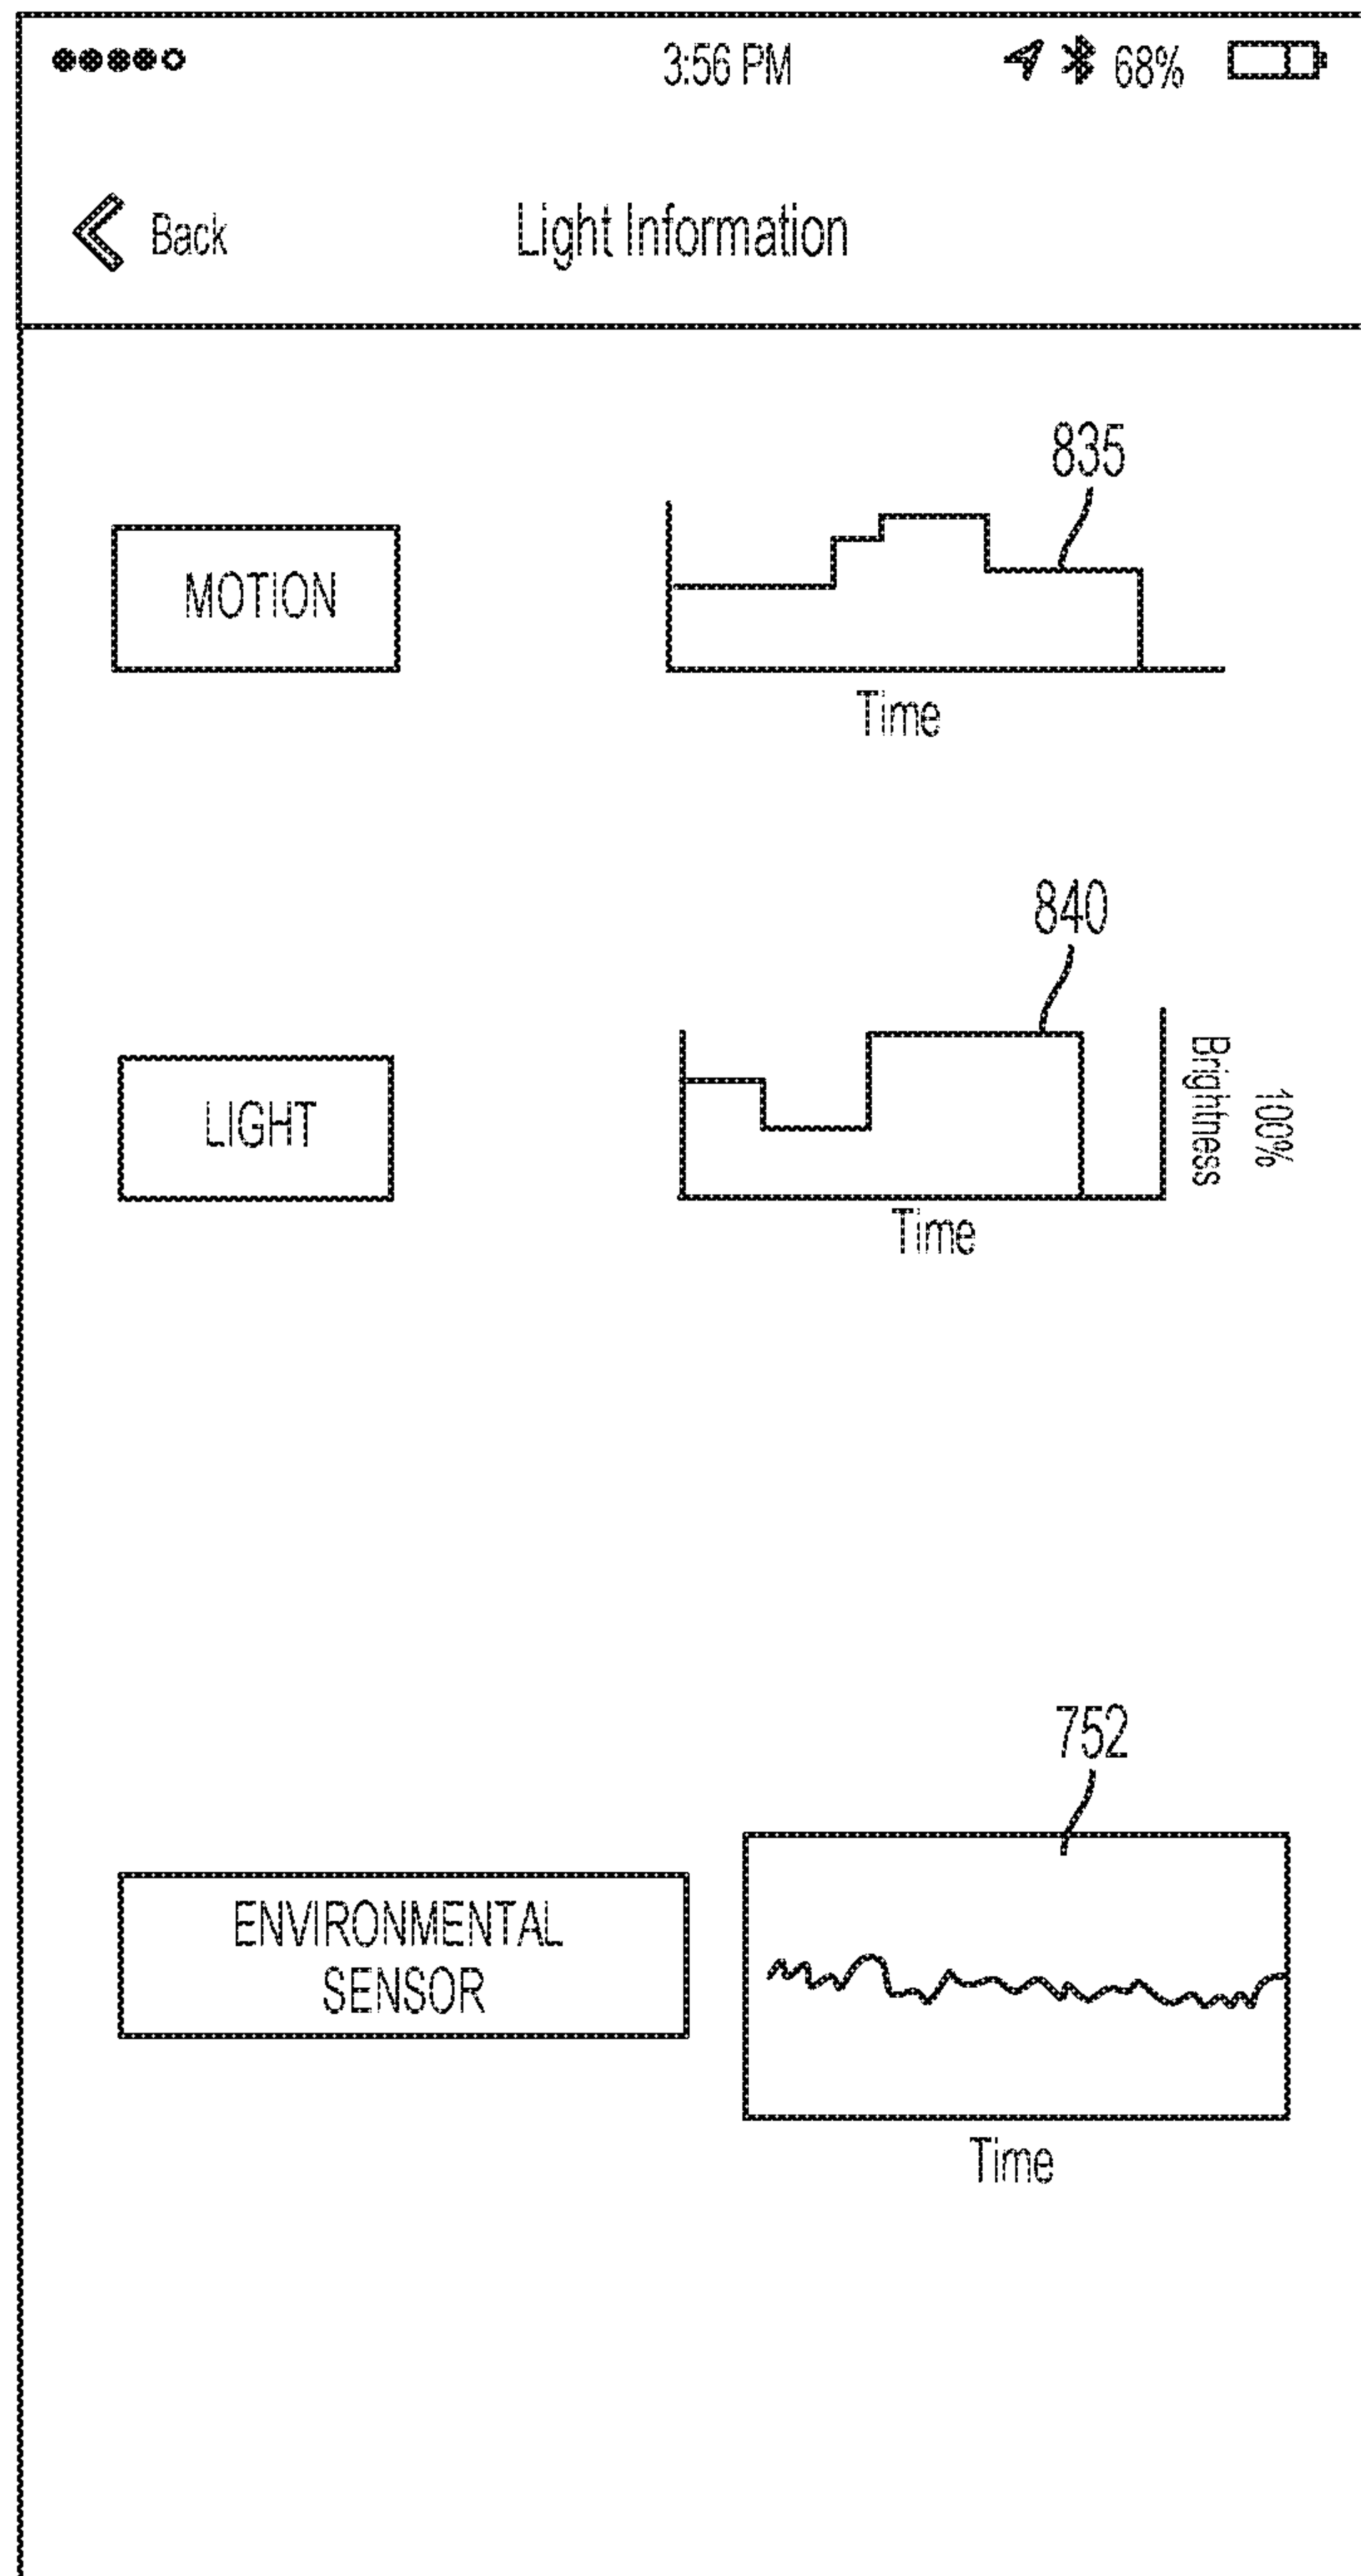 3:56 PM 68%
Back Light Information
835
MOTION
Time
840
LIGHT
Brightness
100%
Time
752
ENVIRONMENTAL
SENSOR
Time